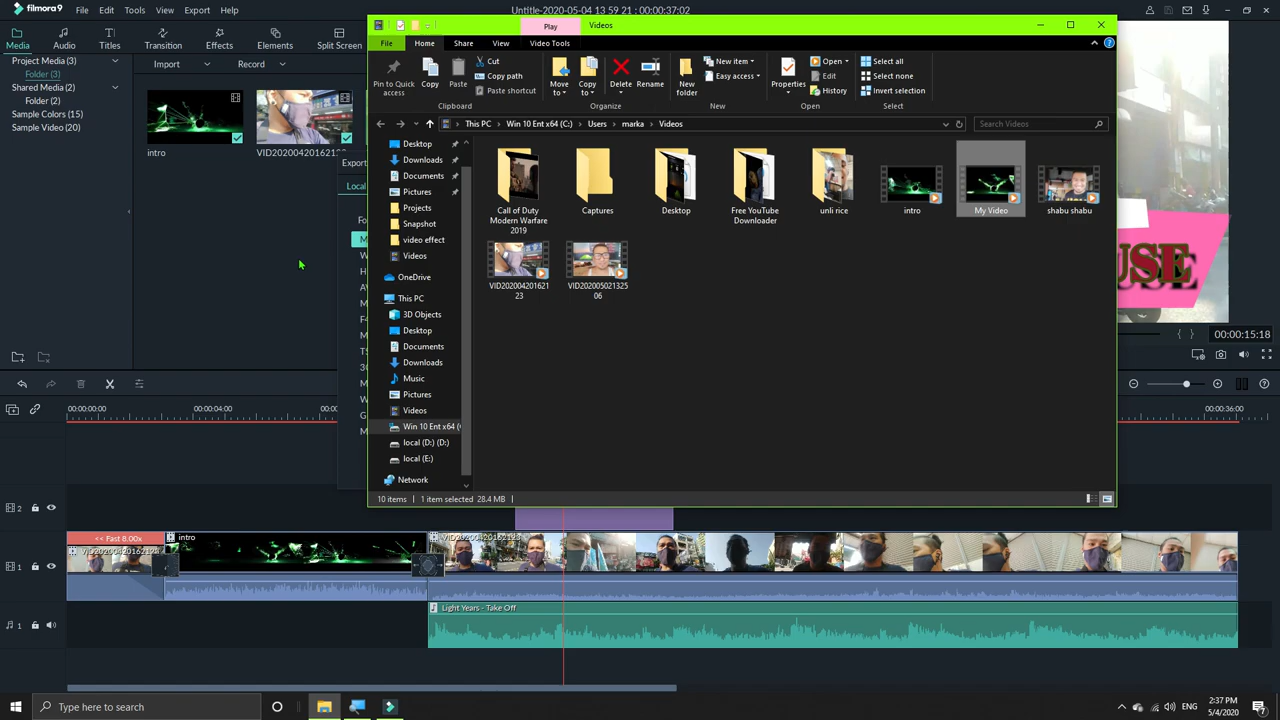 filmora9
File Edit Tools View Export Help
Untitle-2020-05-04 13 59 21 : 00:00:37:02
Media
Audio
Titles
Transition
Effects
Elements
Split Screen
Project Media (3)
Folder (3)
Shared Media (2)
Folder (2)
Sample Colors (15)
Sample Video (20)
Import
Record
intro
Export
Local
Play
Videos
File
Home
Share
View
Video Tools
Pin to Quick
access
Copy
Paste
Cut
Copy path
Paste shortcut
Clipboard
Move
to
Copy
to
Delete
Rename
Organize
New
folder
New item
Easy access
New
Properties
Open
Edit
History
Open
Select all
Select none
Invert selection
Select
This PC > Win 10 Ent x64 (C:) > Users > marka > Videos
Search Videos
Desktop
Downloads
Documents
Pictures
Projects
Snapshot
video effect
Videos
OneDrive
This PC
3D Objects
Desktop
Documents
Downloads
Music
Pictures
Videos
Win 10 Ent x64 (
local (D:) (D:)
local (E:)
Network
Call of Duty
Modern Warfare
2019
Captures
Desktop
Free YouTube
Downloader
unli rice
intro
My Video
shabu shabu
VID202004201621
23
VID202005021325
06
10 items
1 item selected 28.4 MB
USE
00:00:15:18
00:00:00:00
00:00:04:00
00:00:36:00
2
<< Fast 8.00x
intro
VID20200420162123
1
Light Years - Take Off
1
Type here to search
ENG
2:37 PM
5/4/2020